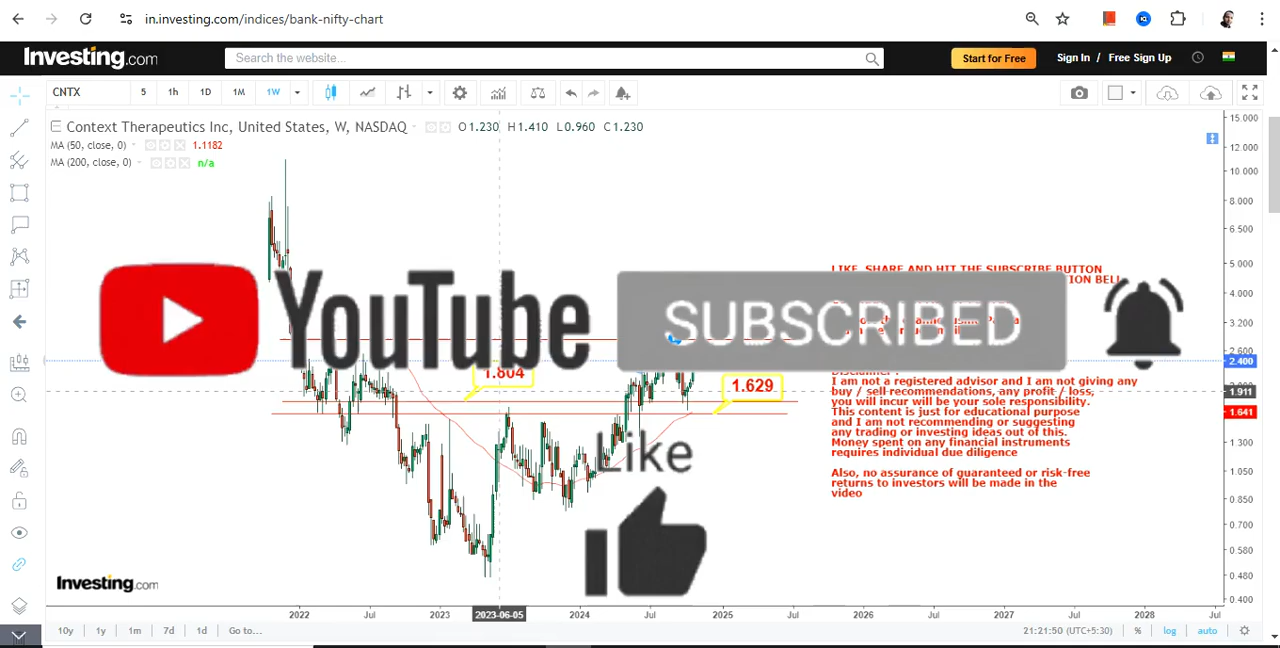 in.investing.com/indices/bank-nifty-chart
Investing.com
Search the website...
Start for Free
Sign In / Free Sign Up
CNTX 5 1h 1D 1M 1W
Context Therapeutics Inc, United States, W, NASDAQ O1.230 H1.410 L0.960 C1.230
MA (50, close, 0) 1.1182
MA (200, close, 0) n/a
15.000
12.000
10.000
8.000
6.500
5.000
4.000
3.200
2.600
2.400
1.911
1.641
1.300
1.050
0.850
0.700
0.580
0.480
0.400
LIKE, SHARE AND HIT THE SUBSCRIBE BUTTON
YouTube
SUBSCRIBED
1.804
1.629
Disclaimer :
I am not a registered advisor and I am not giving any
buy / sell recommendations, any profit / loss,
you will incur will be your sole responsibility.
This content is just for educational purpose
and I am not recommending or suggesting
any trading or investing ideas out of this.
Money spent on any financial instruments
requires individual due diligence
Also, no assurance of guaranteed or risk-free
returns to investors will be made in the
video
Like
Investing.com
2022 Jul 2023 2023-06-05 2024 Jul 2025 Jul 2026 Jul 2027 Jul 2028 Jul
10y 1y 1m 7d 1d Go to...
21:21:50 (UTC+5:30) % log auto